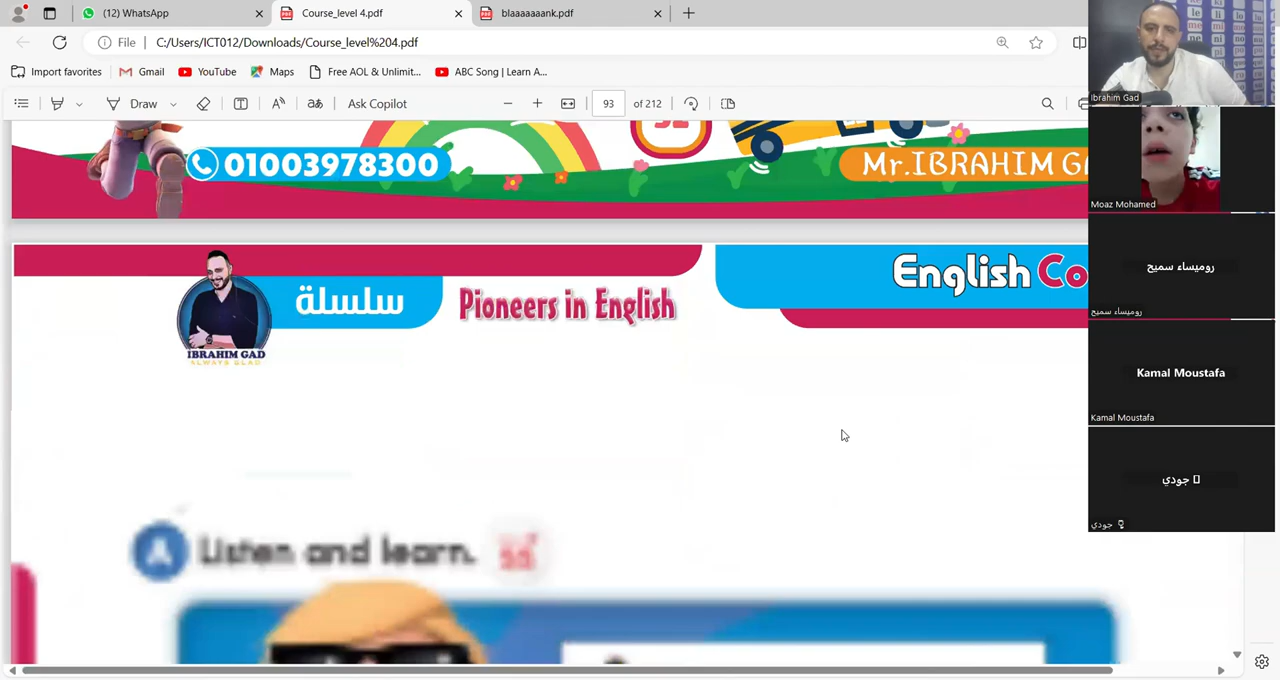 (12) WhatsApp
Course_level 4.pdf
blaaaaaaank.pdf
File
C:/Users/ICT012/Downloads/Course_level%204.pdf
Import favorites
Gmail
YouTube
Maps
Free AOL & Unlimit...
ABC Song | Learn A...
Draw
Ask Copilot
93
of 212
01003978300
Mr.IBRAHIM GA
سلسلة
Pioneers in English
English Co
IBRAHIM GAD
ALWAYS GLAD
A Listen and learn.
Ibrahim Gad
Moaz Mohamed
روميساء سميح
روميساء سميح
Kamal Moustafa
Kamal Moustafa
جودي
جودي